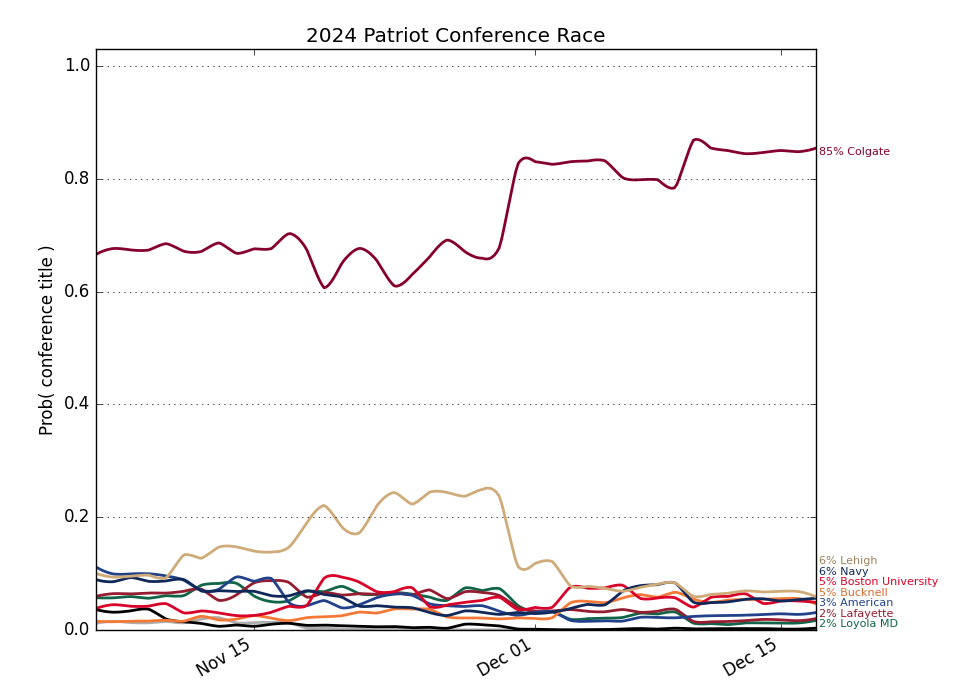 2024 Patriot Conference Race
Prob( conference title )
1.0
0.8
0.6
0.4
0.2
0.0
Nov 15
Dec 01
Dec 15
85% Colgate
6% Lehigh
6% Navy
5% Boston University
5% Bucknell
3% American
2% Lafayette
2% Loyola MD